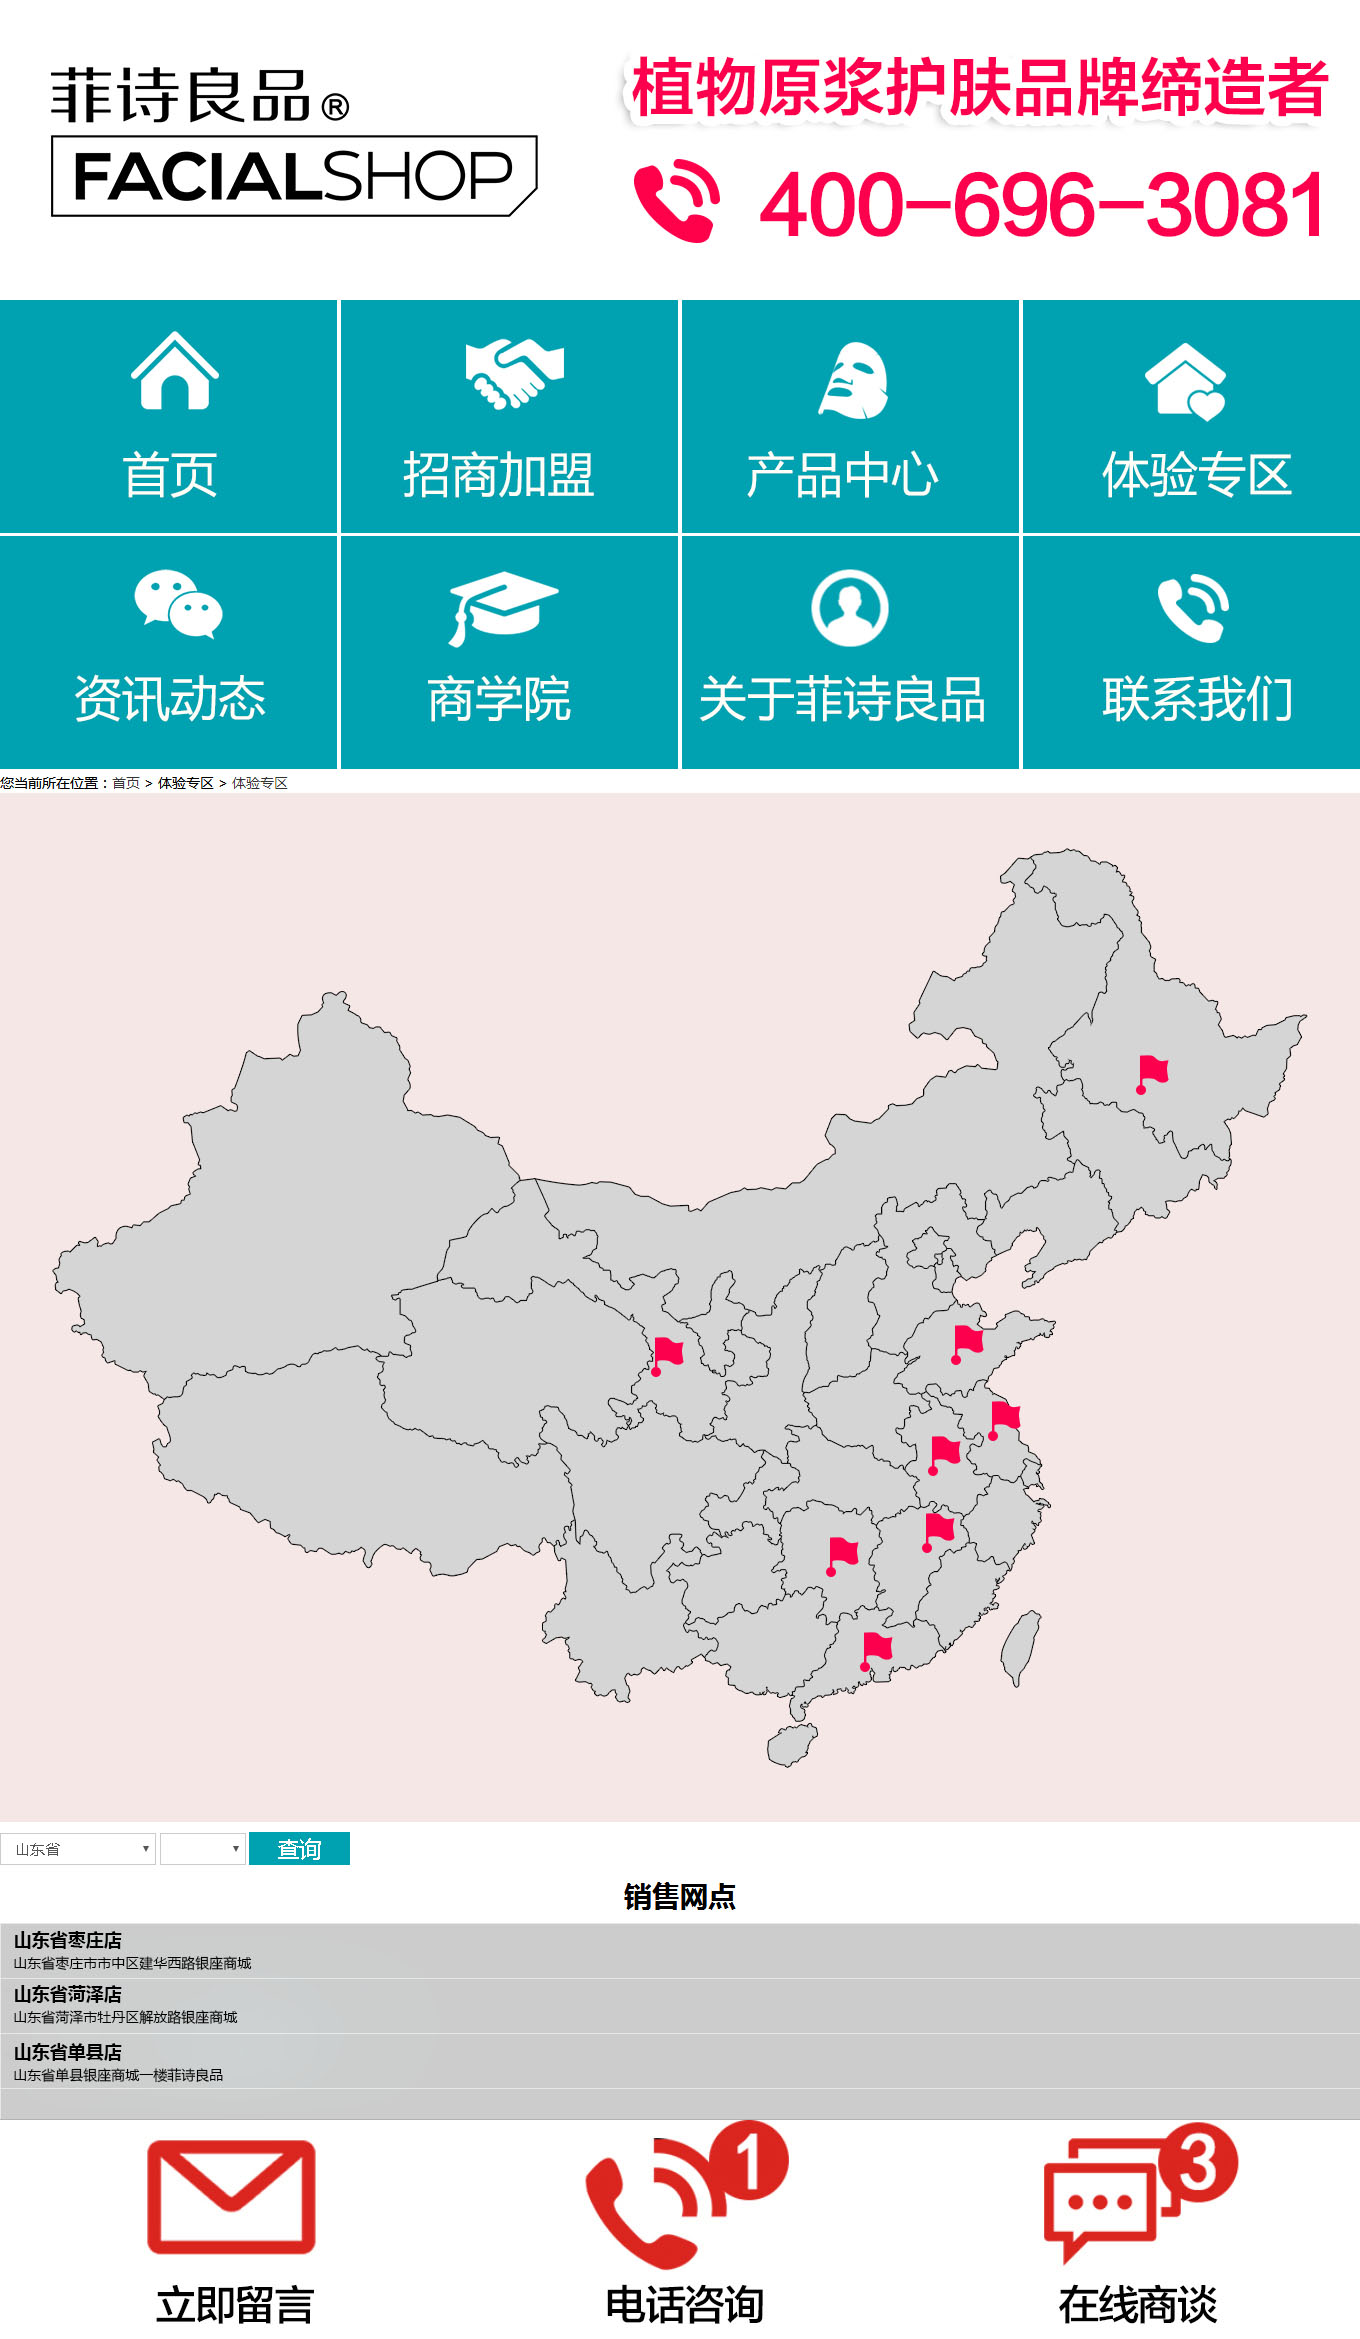 菲诗良品®
FACIALSHOP
植物原浆护肤品牌缔造者
400-696-3081
首页
招商加盟
产品中心
体验专区
资讯动态
商学院
关于菲诗良品
联系我们
您当前所在位置：首页 > 体验专区 > 体验专区
山东省
查询
销售网点
山东省枣庄店
山东省枣庄市市中区建华西路银座商城
山东省菏泽店
山东省菏泽市牡丹区解放路银座商城
山东省单县店
山东省单县银座商城一楼菲诗良品
1
3
立即留言
电话咨询
在线商谈